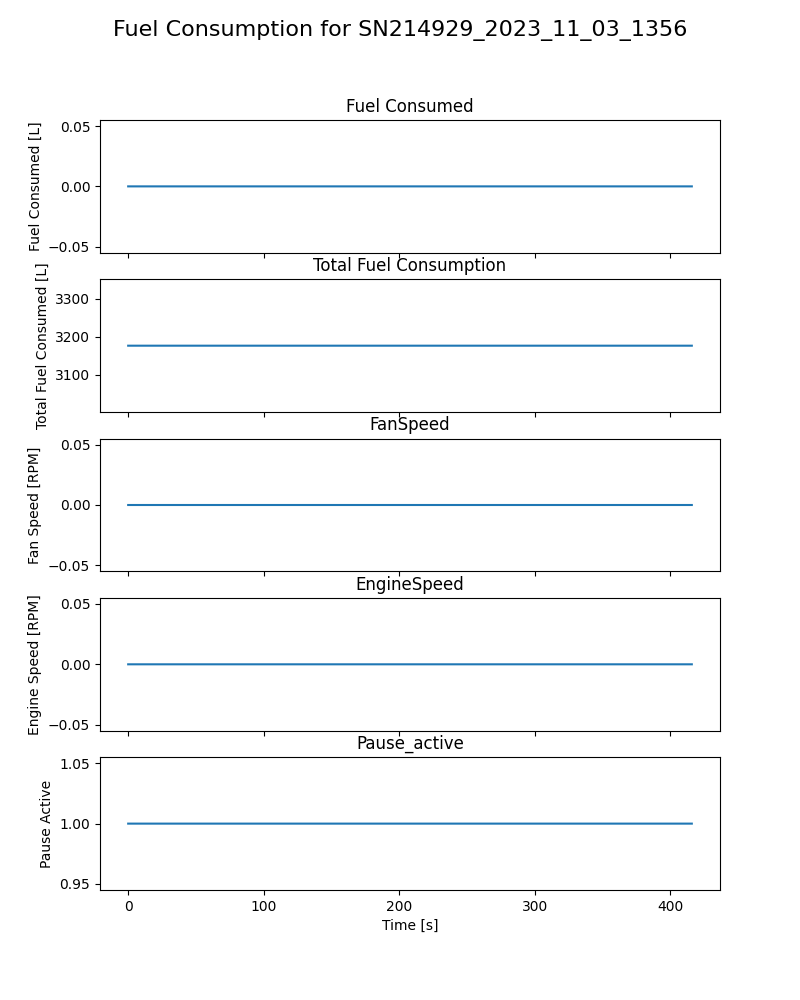 Fuel Consumption for SN214929_2023_11_03_1356
Fuel Consumed
Fuel Consumed [L]
0.05
0.00
−0.05
Total Fuel Consumption
Total Fuel Consumed [L]
3300
3200
3100
FanSpeed
Fan Speed [RPM]
0.05
0.00
−0.05
EngineSpeed
Engine Speed [RPM]
0.05
0.00
−0.05
Pause_active
Pause Active
1.05
1.00
0.95
0 100 200 300 400
Time [s]